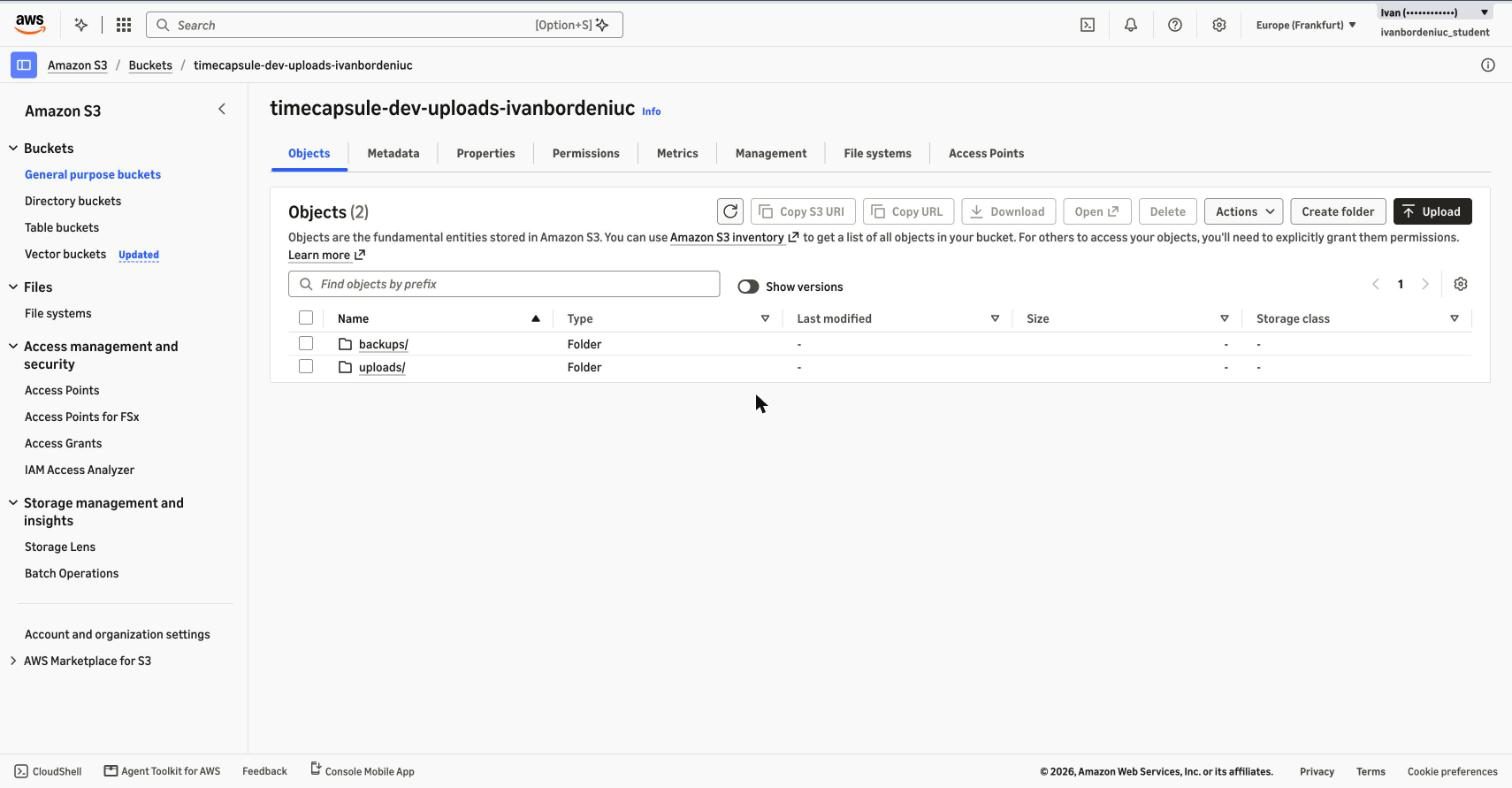 aws
Search [Option+S]
Europe (Frankfurt)
Ivan (••••••••••••)
ivanbordeniuc_student
Amazon S3 / Buckets / timecapsule-dev-uploads-ivanbordeniuc
Amazon S3
Buckets
General purpose buckets
Directory buckets
Table buckets
Vector buckets Updated
Files
File systems
Access management and
security
Access Points
Access Points for FSx
Access Grants
IAM Access Analyzer
Storage management and
insights
Storage Lens
Batch Operations
Account and organization settings
AWS Marketplace for S3
timecapsule-dev-uploads-ivanbordeniuc Info
Objects Metadata Properties Permissions Metrics Management File systems Access Points
Objects (2) Copy S3 URI Copy URL Download Open Delete Actions Create folder Upload
Objects are the fundamental entities stored in Amazon S3. You can use Amazon S3 inventory to get a list of all objects in your bucket. For others to access your objects, you'll need to explicitly grant them permissions.
Learn more
Find objects by prefix Show versions 1
Name Type Last modified Size Storage class
backups/ Folder - - -
uploads/ Folder - - -
CloudShell Agent Toolkit for AWS Feedback Console Mobile App © 2026, Amazon Web Services, Inc. or its affiliates. Privacy Terms Cookie preferences